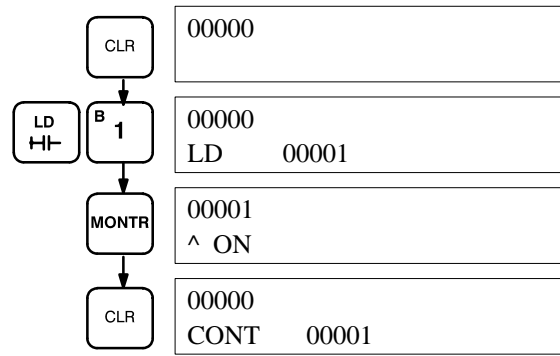 CLR
00000
LD
B
1
00000
LD 00001
MONTR
00001
^ ON
CLR
00000
CONT 00001